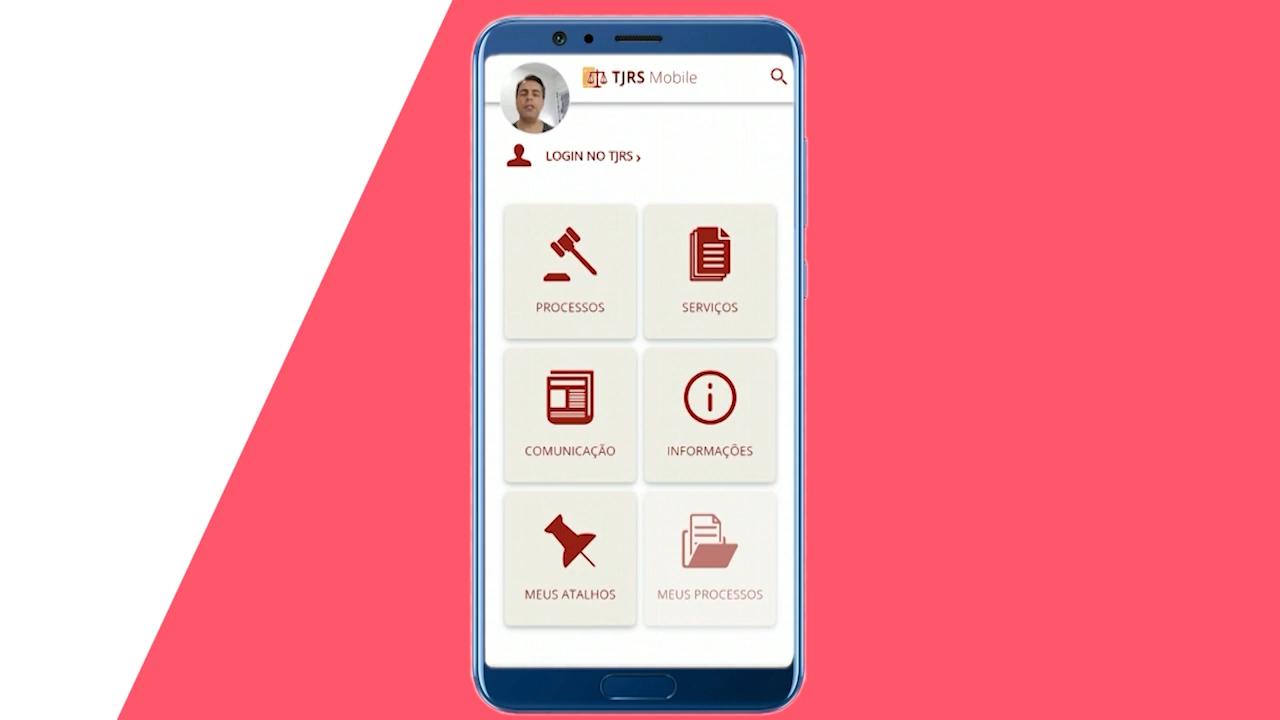 TJRS Mobile
LOGIN NO TJRS ›
PROCESSOS
SERVIÇOS
COMUNICAÇÃO
INFORMAÇÕES
MEUS ATALHOS
MEUS PROCESSOS